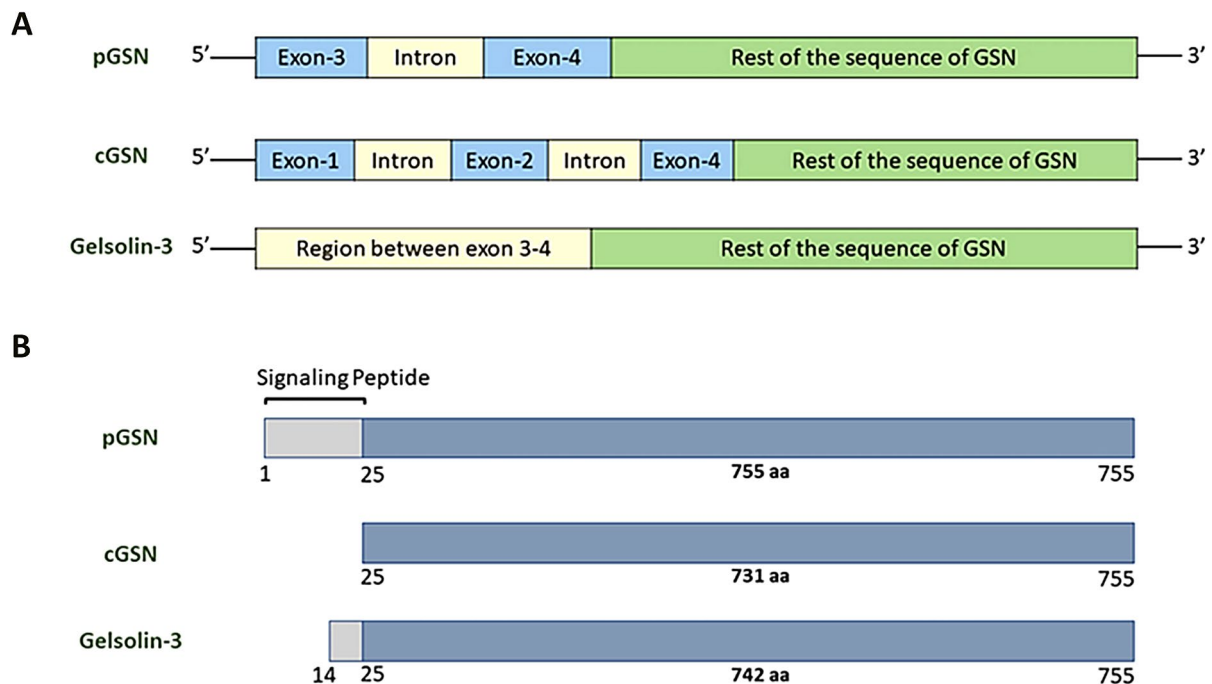 A
pGSN 5′ Exon-3 Intron Exon-4 Rest of the sequence of GSN 3′
cGSN 5′ Exon-1 Intron Exon-2 Intron Exon-4 Rest of the sequence of GSN 3′
Gelsolin-3 5′ Region between exon 3-4 Rest of the sequence of GSN 3′
B
Signaling Peptide
pGSN
1 25 755 aa 755
cGSN
25 731 aa 755
Gelsolin-3
14 25 742 aa 755